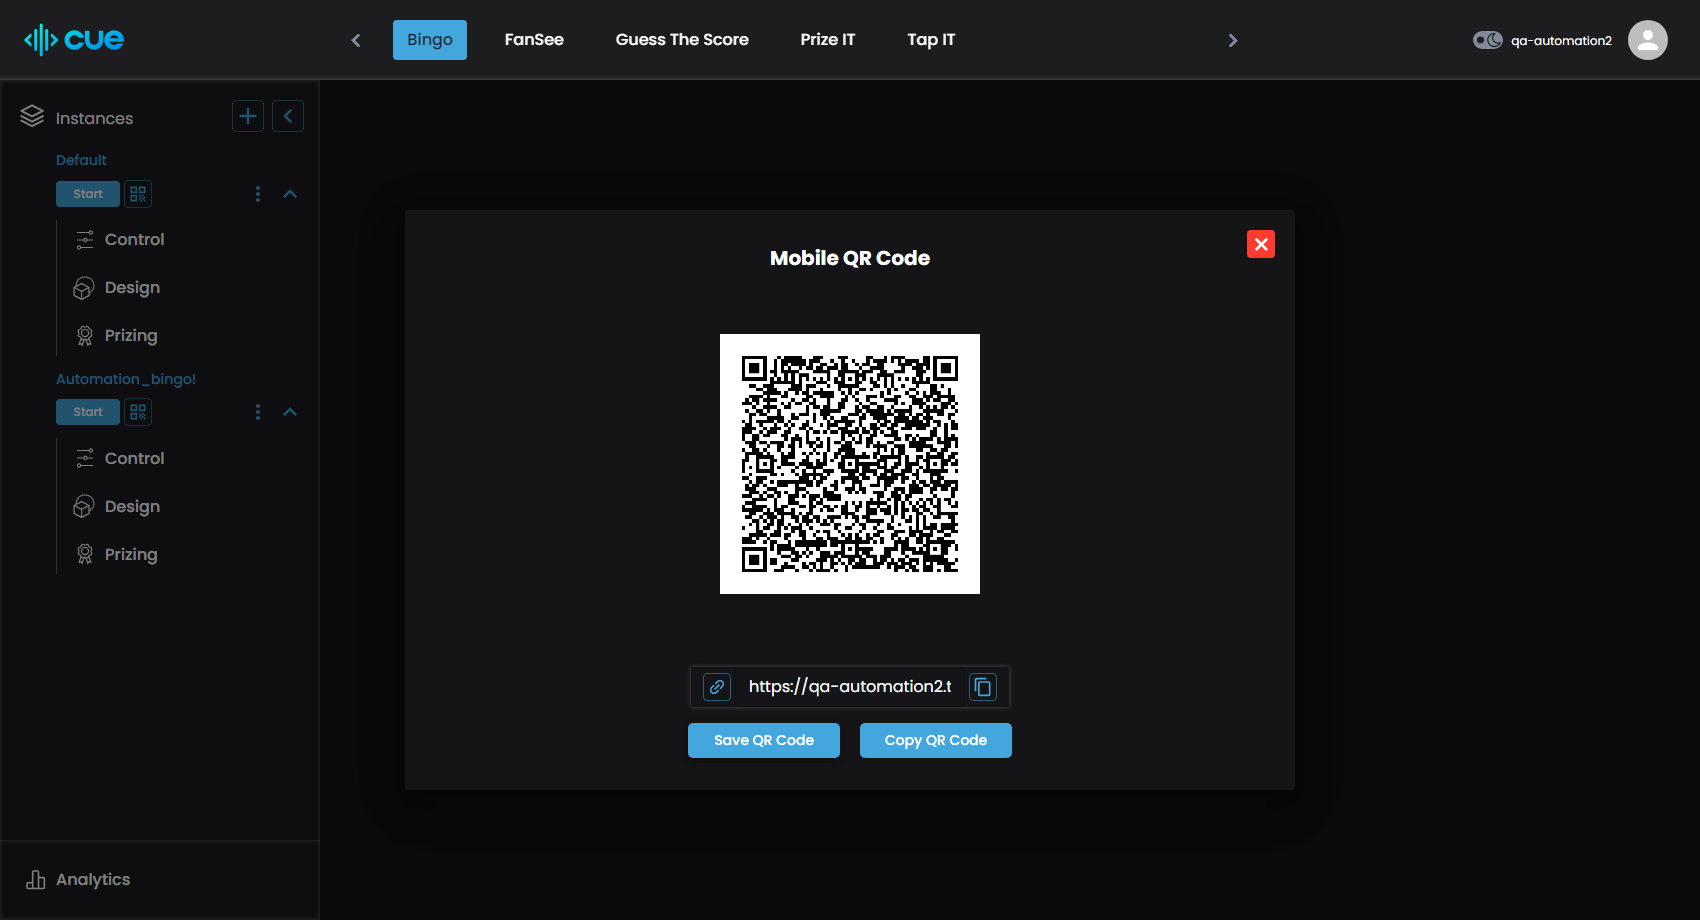 cue
Bingo
FanSee
Guess The Score
Prize IT
Tap IT
qa-automation2
Instances
Default
Start
Control
Design
Prizing
Automation_bingo!
Start
Control
Design
Prizing
Analytics
Mobile QR Code
https://qa-automation2.t
Save QR Code
Copy QR Code